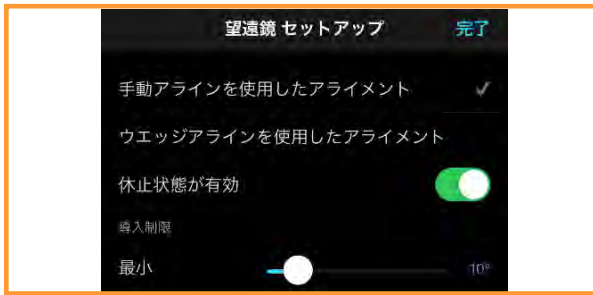 望遠鏡 セットアップ 完了
手動アラインを使用したアライメント
ウエッジアラインを使用したアライメント
休止状態が有効
導入制限
最小 10°